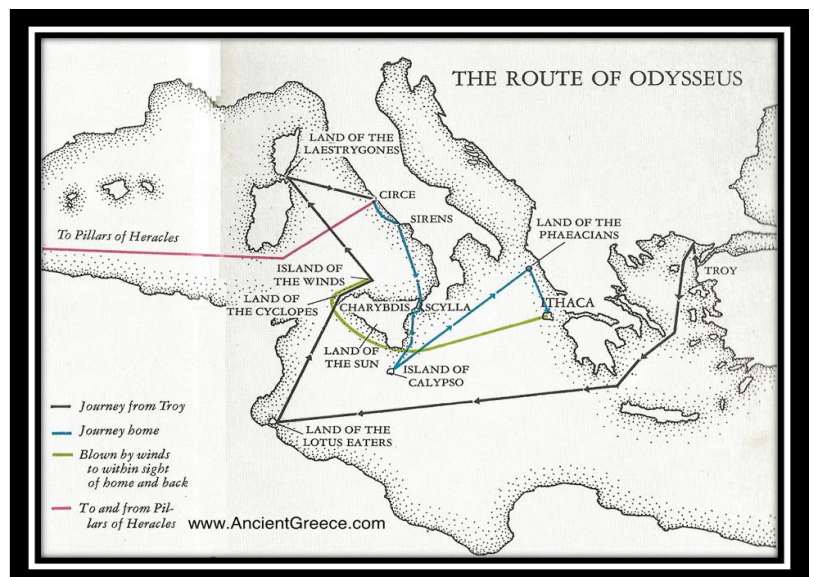 THE ROUTE OF ODYSSEUS
LAND OF THE
LAESTRYGONES
CIRCE
SIRENS
LAND OF THE
PHAEACIANS
To Pillars of Heracles
TROY
ISLAND OF
THE WINDS
LAND OF
THE CYCLOPES
CHARYBDIS
SCYLLA
ITHACA
LAND OF
THE SUN
ISLAND OF
CALYPSO
LAND OF THE
LOTUS EATERS
Journey from Troy
Journey home
Blown by winds
to within sight
of home and back
To and from Pil-
lars of Heracles
www.AncientGreece.com